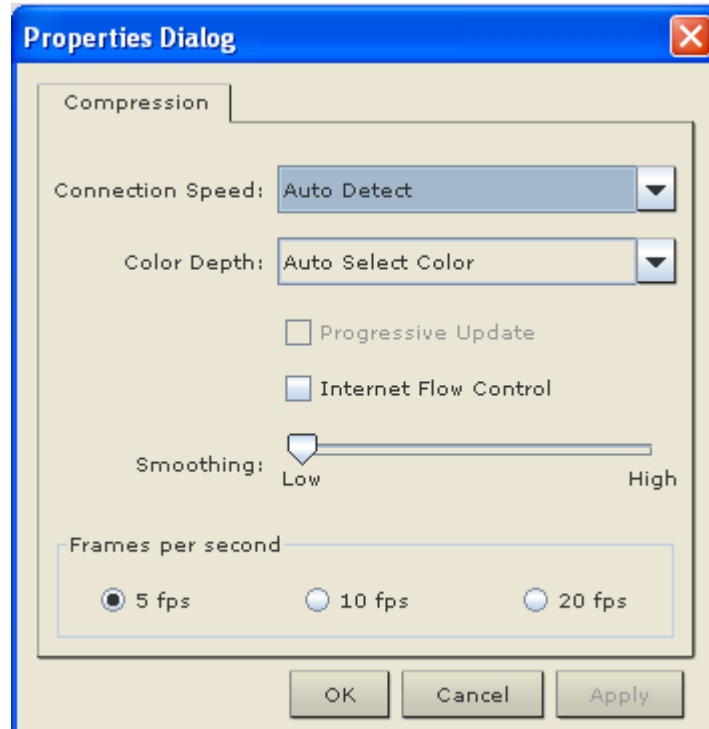 Properties Dialog
Compression
Connection Speed: Auto Detect
Color Depth: Auto Select Color
Progressive Update
Internet Flow Control
Smoothing:
Low High
Frames per second
5 fps 10 fps 20 fps
OK Cancel Apply